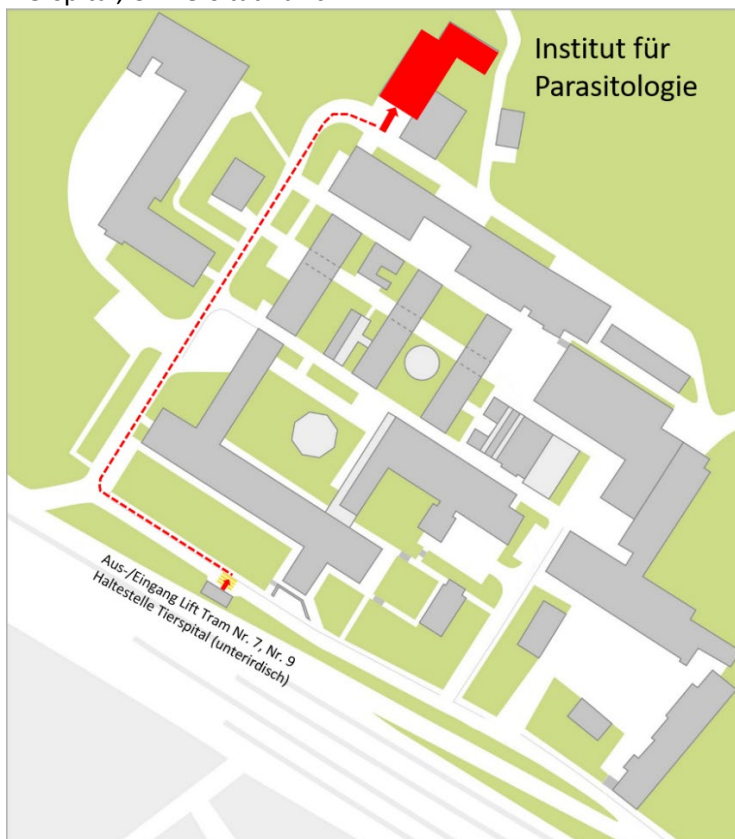 Institut für
Parasitologie
Aus-/Eingang Lift Tram Nr. 7, Nr. 9
Haltestelle Tierspital (unterirdisch)